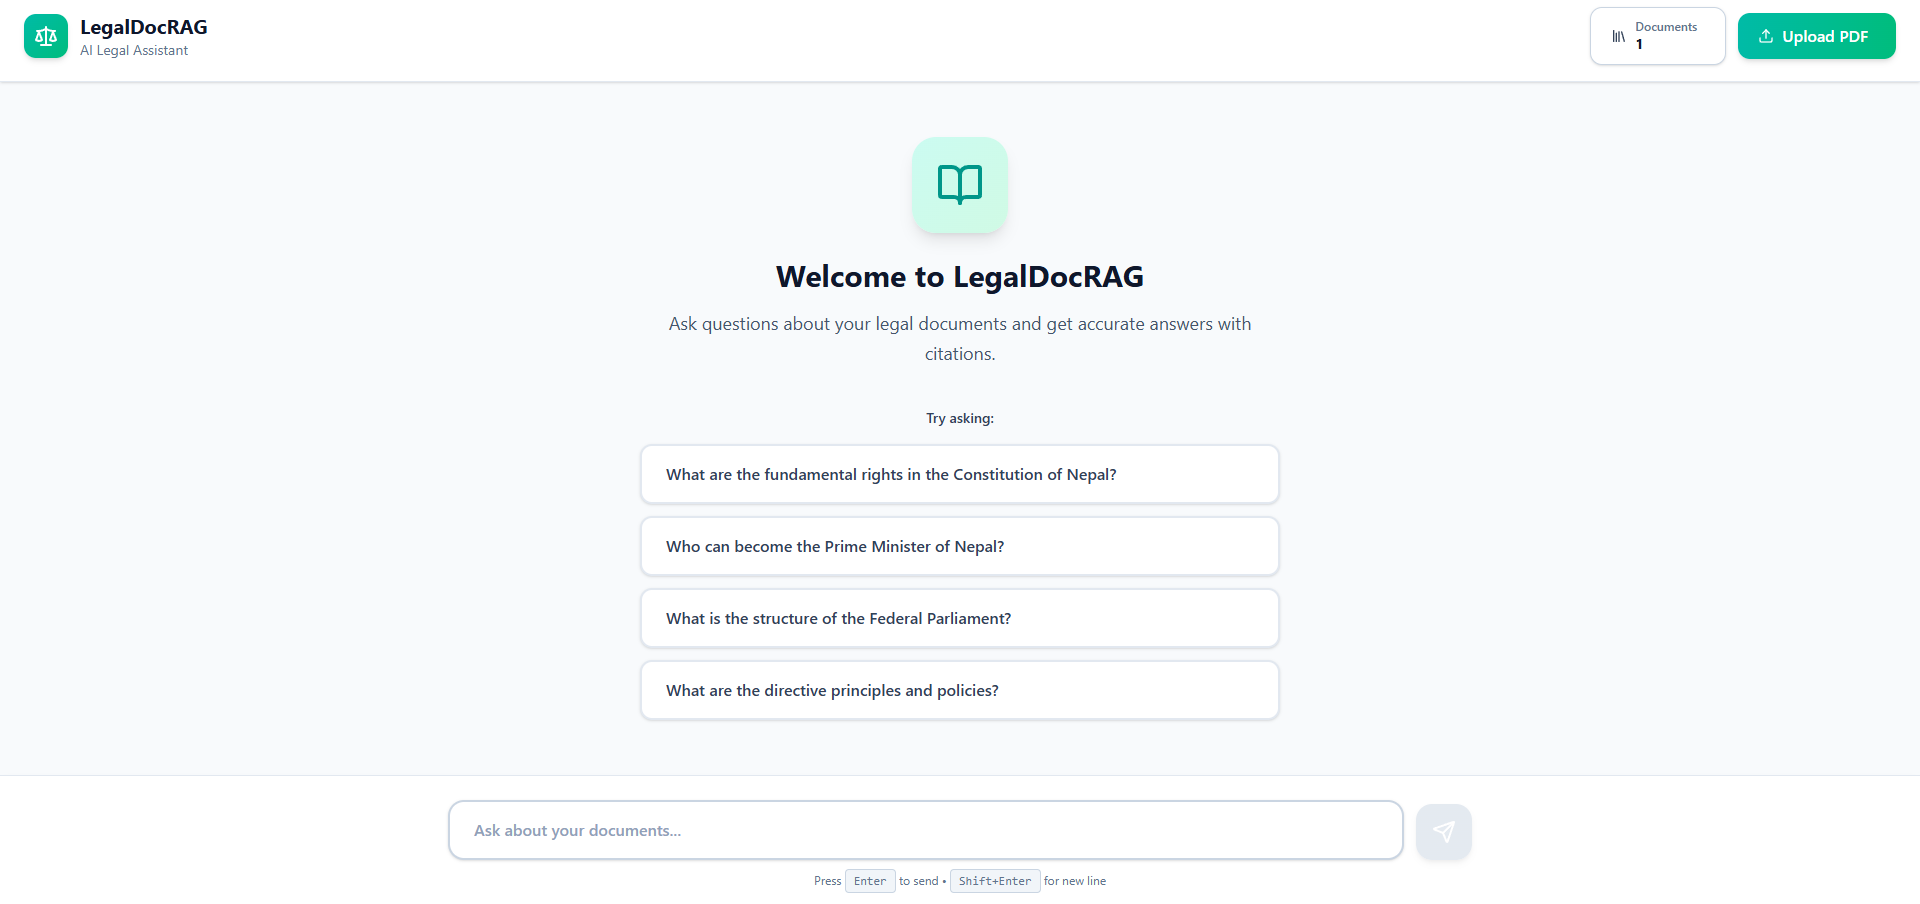 LegalDocRAG
AI Legal Assistant
Documents
1
Upload PDF
Welcome to LegalDocRAG
Ask questions about your legal documents and get accurate answers with
citations.
Try asking:
What are the fundamental rights in the Constitution of Nepal?
Who can become the Prime Minister of Nepal?
What is the structure of the Federal Parliament?
What are the directive principles and policies?
Ask about your documents...
Press Enter to send • Shift+Enter for new line